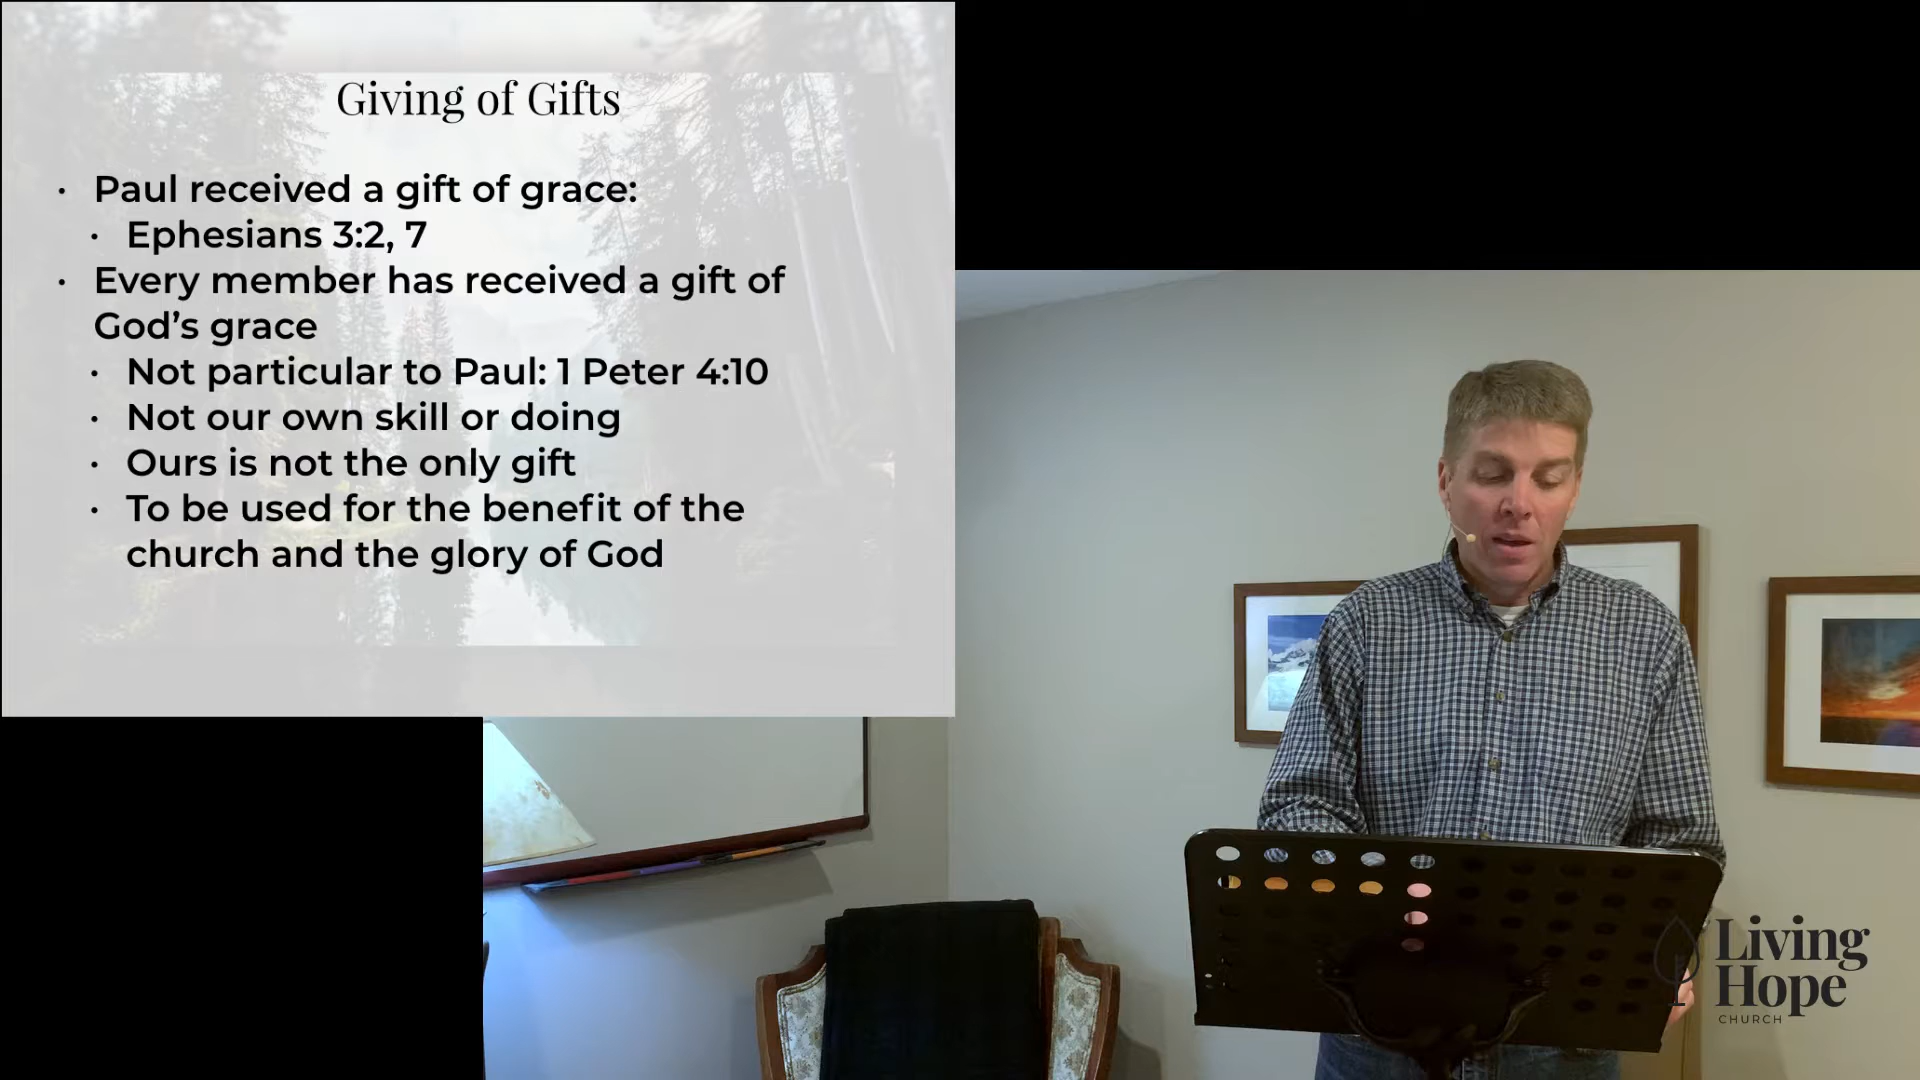 Giving of Gifts
• Paul received a gift of grace:
• Ephesians 3:2, 7
• Every member has received a gift of
God’s grace
• Not particular to Paul: 1 Peter 4:10
• Not our own skill or doing
• Ours is not the only gift
• To be used for the benefit of the
church and the glory of God
Living
Hope
CHURCH